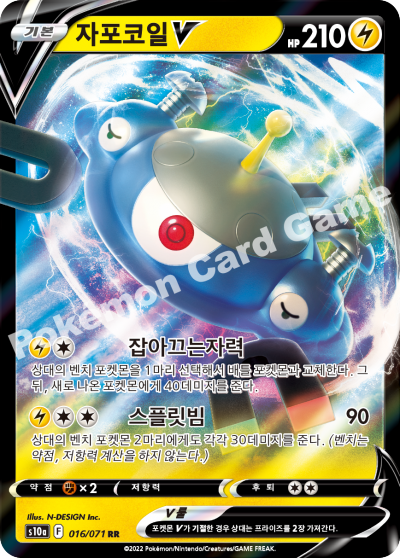 기본 자포코일V HP 210
Pokémon Card Game
잡아끄는자력
상대의 벤치 포켓몬을 1마리 선택해서 배틀 포켓몬과 교체한다. 그
뒤, 새로 나온 포켓몬에게 40데미지를 준다.
스플릿빔 90
상대의 벤치 포켓몬 2마리에게도 각각 30데미지를 준다. (벤치는
약점, 저항력 계산을 하지 않는다.)
약점 ×2 저항력 후퇴
Illus. N-DESIGN Inc.
V룰
s10a F 016/071 RR
포켓몬 V가 기절한 경우 상대는 프라이즈를 2장 가져간다.
©2022 Pokémon/Nintendo/Creatures/GAME FREAK.